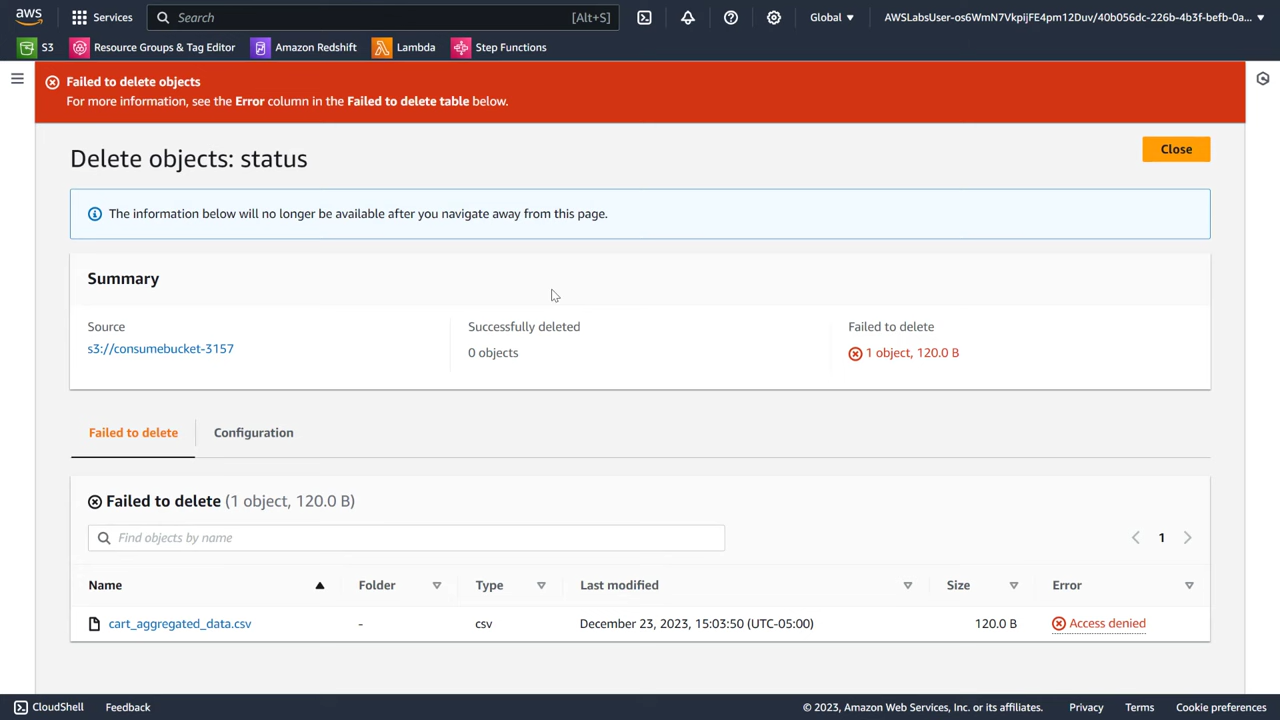 aws Services Search [Alt+S] Global AWSLabsUser-os6WmN7VkpijFE4pm12Duv/40b056dc-226b-4b3f-befb-0a...
S3 Resource Groups & Tag Editor Amazon Redshift Lambda Step Functions
Failed to delete objects
For more information, see the Error column in the Failed to delete table below.
Delete objects: status
Close
The information below will no longer be available after you navigate away from this page.
Summary
Source Successfully deleted Failed to delete
s3://consumebucket-3157 0 objects 1 object, 120.0 B
Failed to delete Configuration
Failed to delete (1 object, 120.0 B)
Find objects by name 1
Name Folder Type Last modified Size Error
cart_aggregated_data.csv - csv December 23, 2023, 15:03:50 (UTC-05:00) 120.0 B Access denied
CloudShell Feedback © 2023, Amazon Web Services, Inc. or its affiliates. Privacy Terms Cookie preferences